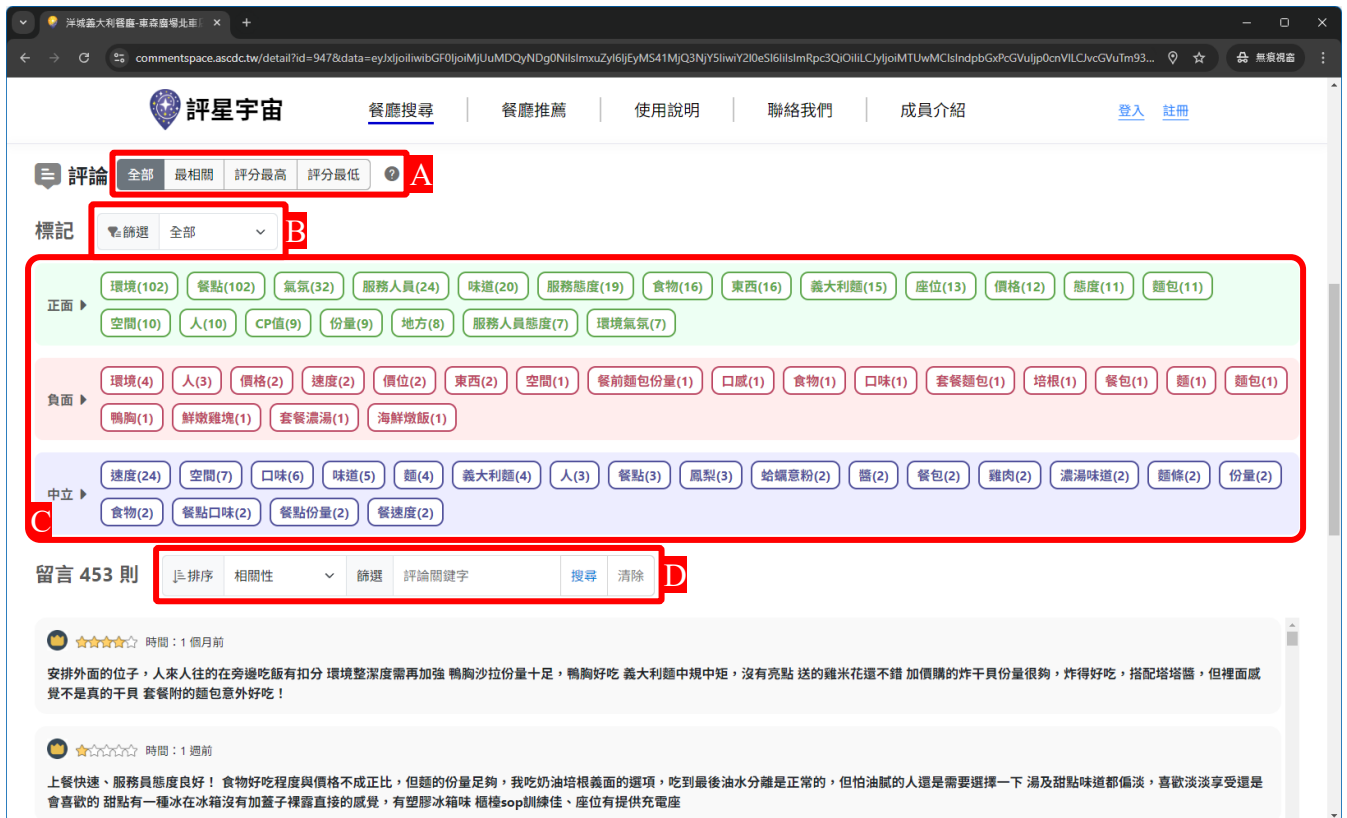 洋城義大利餐廳-東森廣場北車
commentspace.ascdc.tw/detail?id=947&data=
無痕視窗
評星宇宙 餐廳搜尋 餐廳推薦 使用說明 聯絡我們 成員介紹 登入 註冊
評論 全部 最相關 評分最高 評分最低 A
標記 篩選 全部 B
環境(102) 餐點(102) 氣氛(32) 服務人員(24) 味道(20) 服務態度(19) 食物(16) 東西(16) 義大利麵(15) 座位(13) 價格(12) 態度(11) 麵包(11)
正面
空間(10) 人(10) CP值(9) 份量(9) 地方(8) 服務人員態度(7) 環境氣氛(7)
環境(4) 人(3) 價格(2) 速度(2) 價位(2) 東西(2) 空間(1) 餐前麵包份量(1) 口感(1) 食物(1) 口味(1) 套餐麵包(1) 培根(1) 餐包(1) 麵(1) 麵包(1)
負面
鴨胸(1) 鮮嫩雞塊(1) 套餐濃湯(1) 海鮮燉飯(1)
速度(24) 空間(7) 口味(6) 味道(5) 麵(4) 義大利麵(4) 人(3) 餐點(3) 鳳梨(3) 蛤蠣意粉(2) 醬(2) 餐包(2) 雞肉(2) 濃湯味道(2) 麵條(2) 份量(2)
中立
食物(2) 餐點口味(2) 餐點份量(2) 餐速度(2)
C
留言 453 則 排序 相關性 篩選 評論關鍵字 搜尋 清除 D
時間：1 個月前
安排外面的位子，人來人往的在旁邊吃飯有扣分 環境整潔度需再加強 鴨胸沙拉份量十足，鴨胸好吃 義大利麵中規中矩，沒有亮點 送的雞米花還不錯 加價購的炸干貝份量很夠，炸得好吃，搭配塔塔醬，但裡面感
覺不是真的干貝 套餐附的麵包意外好吃！
時間：1 週前
上餐快速、服務員態度良好！ 食物好吃程度與價格不成正比，但麵的份量足夠，我吃奶油培根義面的選項，吃到最後油水分離是正常的，但怕油膩的人還是需要選擇一下 湯及甜點味道都偏淡，喜歡淡淡享受還是
會喜歡的 甜點有一種冰在冰箱沒有加蓋子裸露直接的感覺，有塑膠冰箱味 櫃檯sop訓練佳、座位有提供充電座